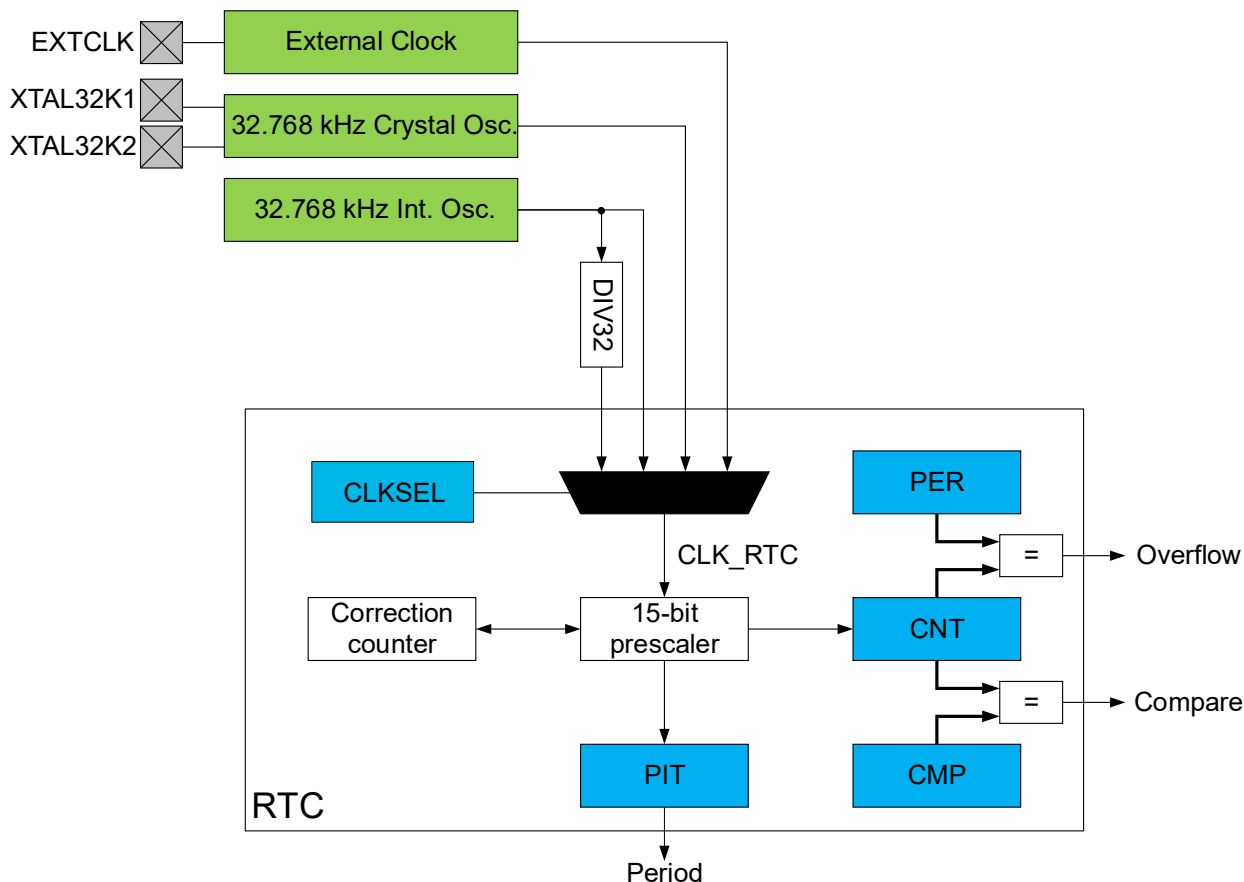 EXTCLK
External Clock
XTAL32K1
XTAL32K2
32.768 kHz Crystal Osc.
32.768 kHz Int. Osc.
DIV32
CLKSEL
PER
CLK_RTC
=
Overflow
Correction
counter
15-bit
prescaler
CNT
=
Compare
PIT
CMP
RTC
Period